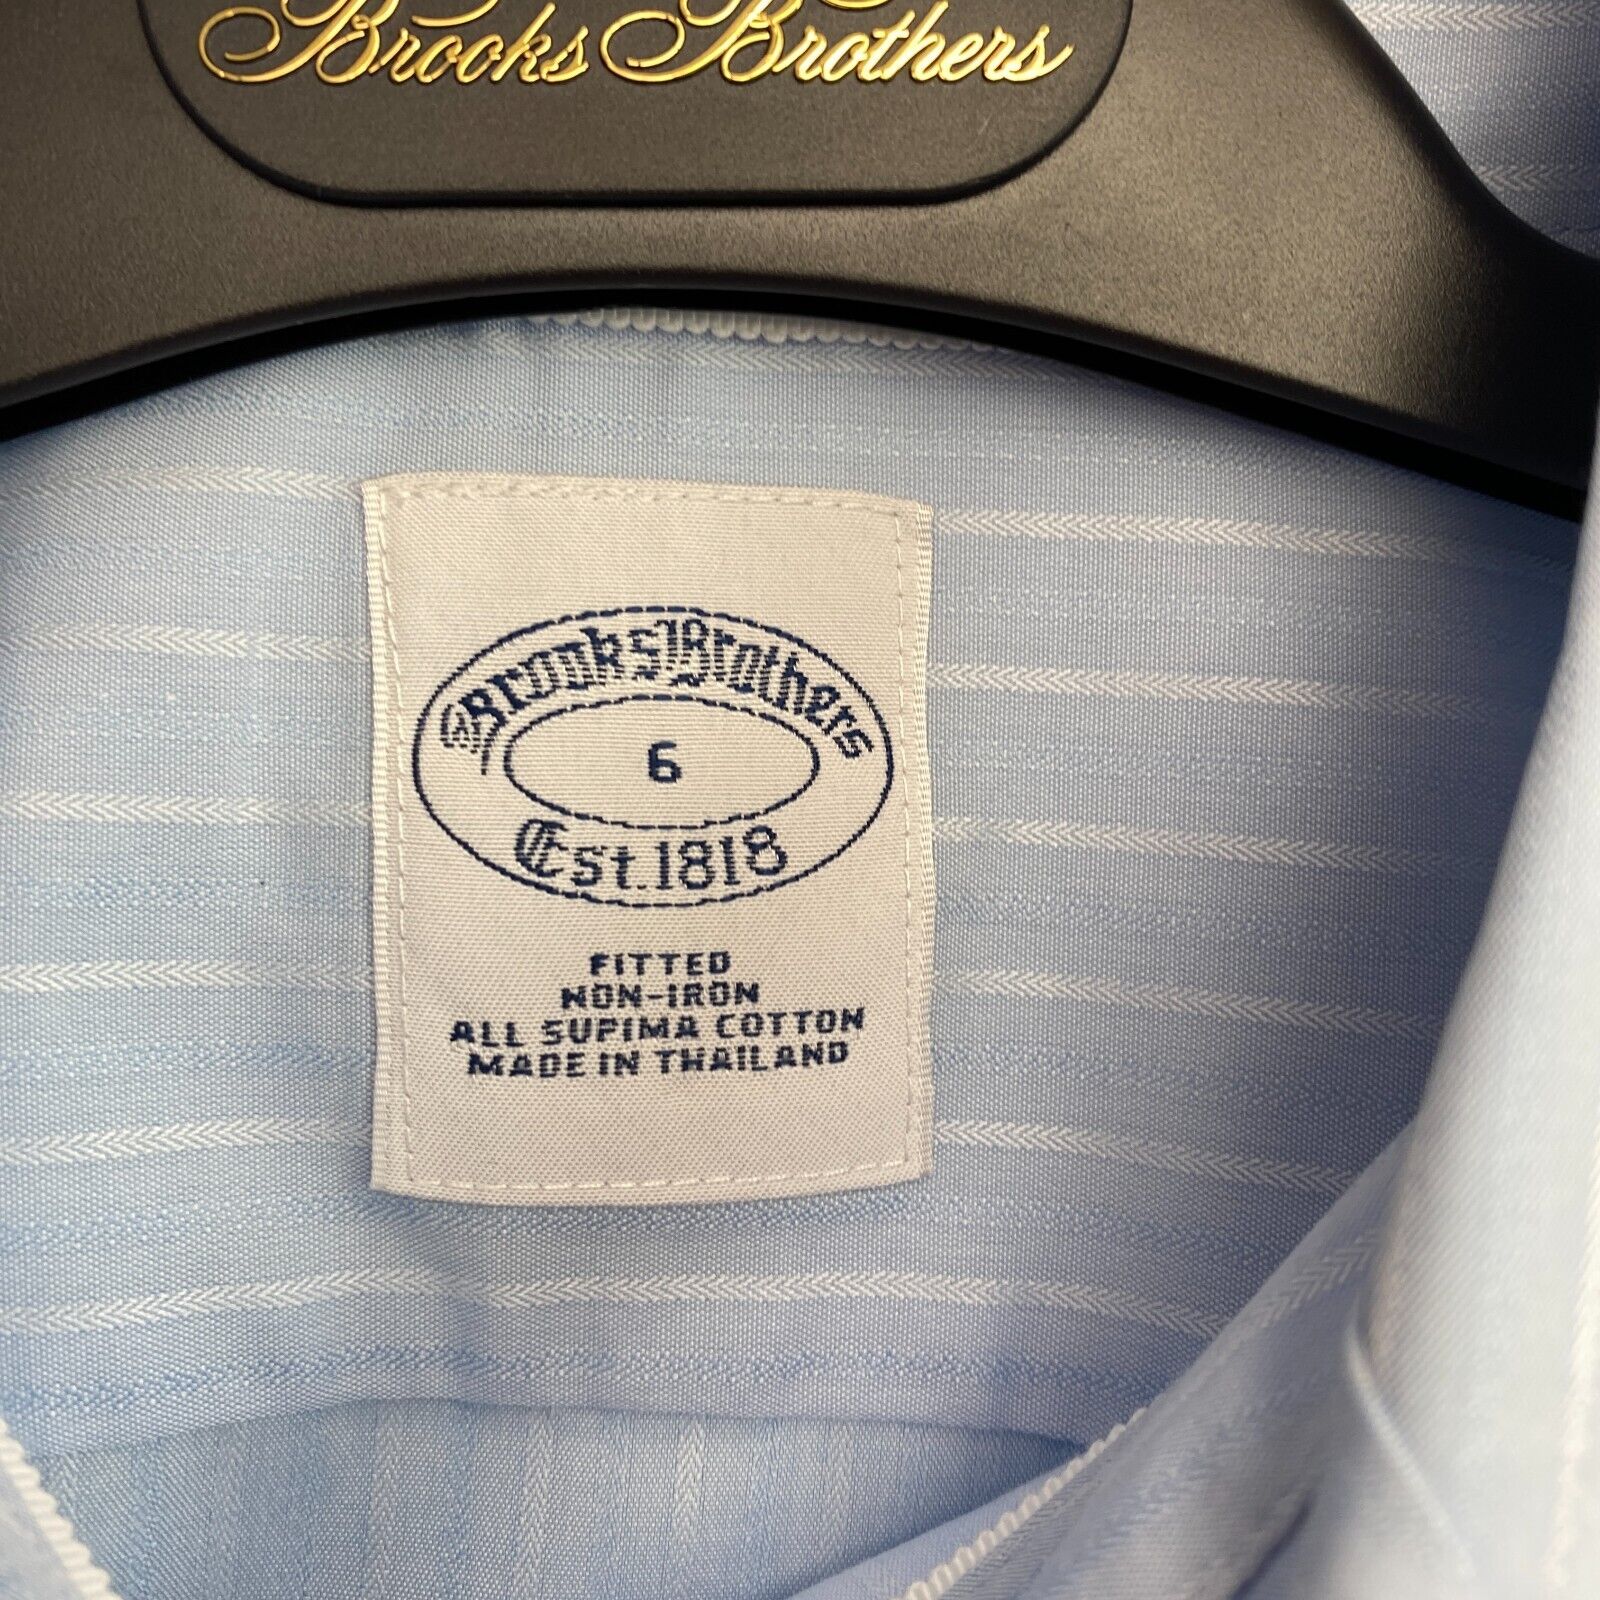 Brooks Brothers
Brooks Brothers
6
Est. 1818
FITTED
NON-IRON
ALL SUPIMA COTTON
MADE IN THAILAND